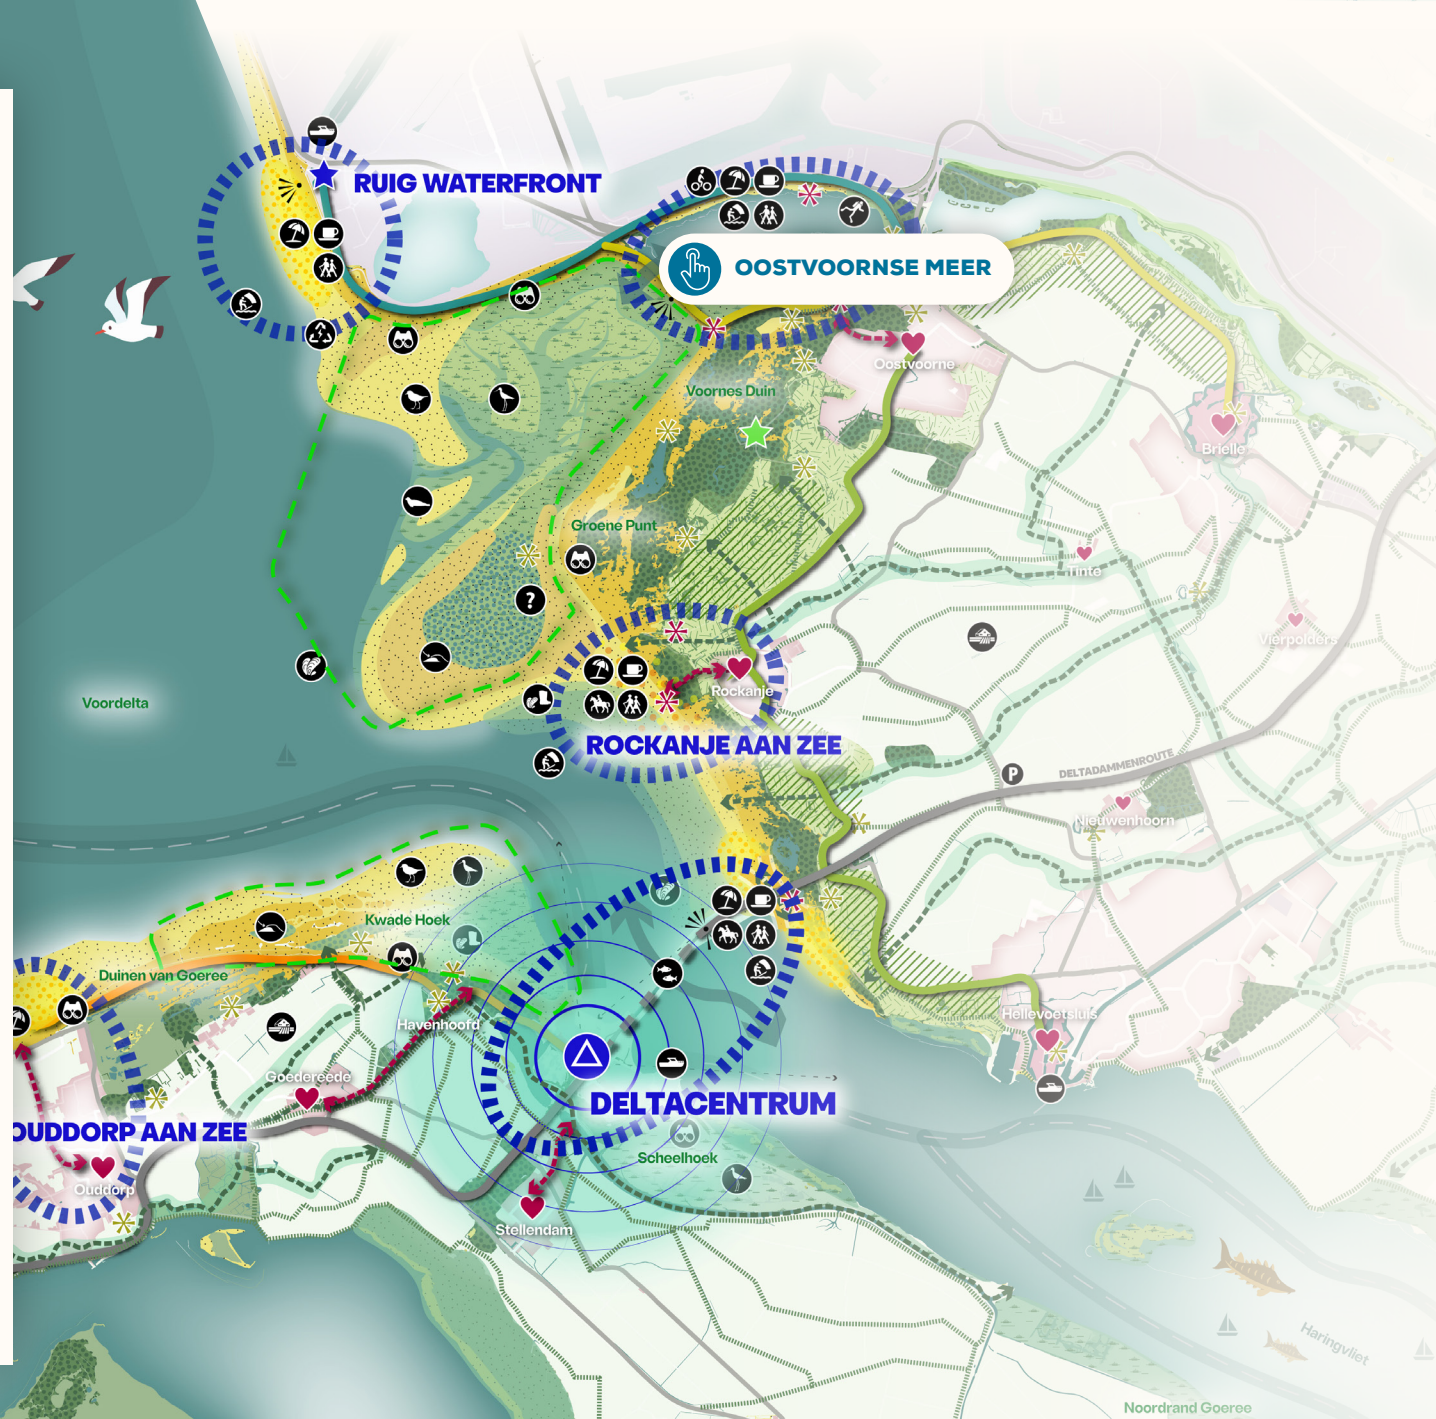 RUIG WATERFRONT
OOSTVOORNSE MEER
Oostvoorne
Voornes Duin
Brielle
Groene Punt
?
Tinte
Vierpolders
Rockanje
Voordelta
ROCKANJE AAN ZEE
DELTADAMMENROUTE
P
Nieuwenhoorn
Kwade Hoek
Duinen van Goeree
Havenhoofd
Hellevoetsluis
Goedereede
DELTACENTRUM
OUDDORP AAN ZEE
Scheelhoek
Ouddorp
Stellendam
Haringvliet
Noordrand Goeree